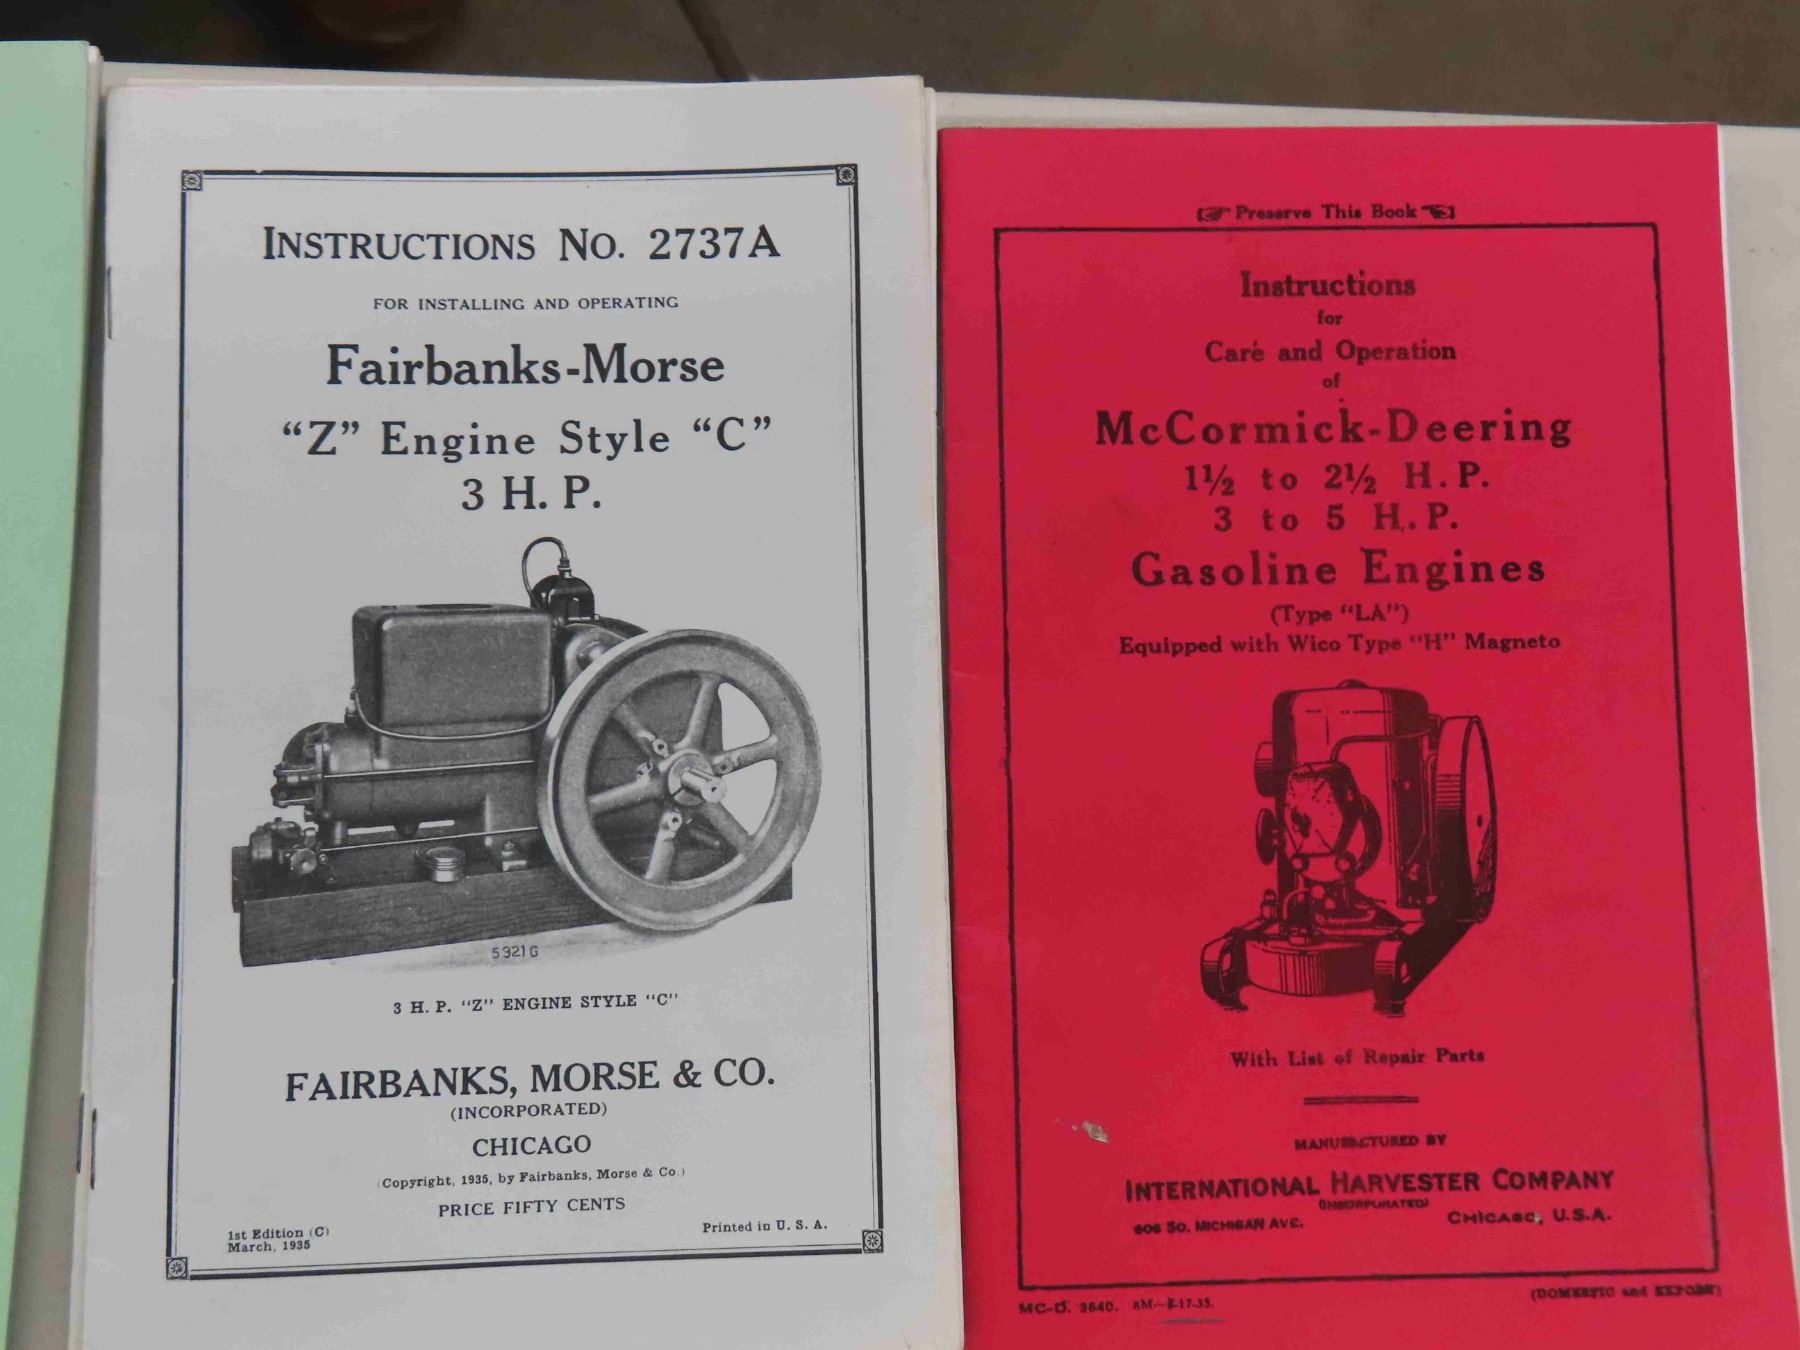 INSTRUCTIONS NO. 2737A
FOR INSTALLING AND OPERATING
Fairbanks-Morse
“Z” Engine Style “C”
3 H. P.
5321G
3 H. P. “Z” ENGINE STYLE “C”
FAIRBANKS, MORSE & CO.
(INCORPORATED)
CHICAGO
(Copyright, 1935, by Fairbanks, Morse & Co.)
PRICE FIFTY CENTS
1st Edition (C)
March, 1935
Printed in U. S. A.
Preserve This Book
Instructions
for
Care and Operation
of
McCormick-Deering
1½ to 2½ H.P.
3 to 5 H.P.
Gasoline Engines
(Type “LA”)
Equipped with Wico Type “H” Magneto
With List of Repair Parts
MANUFACTURED BY
INTERNATIONAL HARVESTER COMPANY
(INCORPORATED)
606 SO. MICHIGAN AVE.
CHICAGO, U.S.A.
MC-D. 3640. 8M
(DOMESTIC and EXPORT)